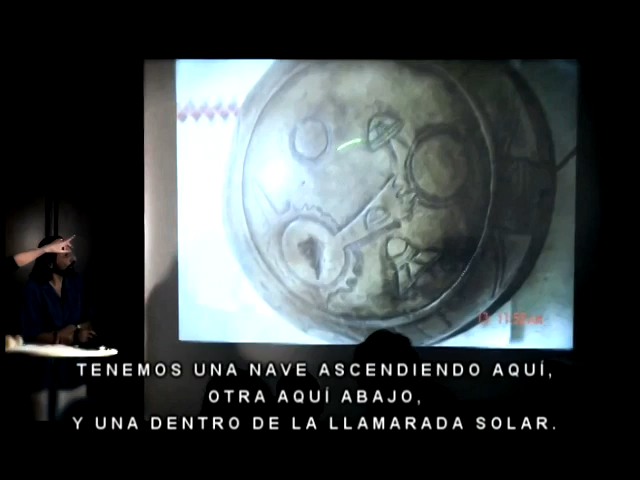 TENEMOS UNA NAVE ASCENDIENDO AQUÍ,
OTRA AQUÍ ABAJO,
Y UNA DENTRO DE LA LLAMARADA SOLAR.